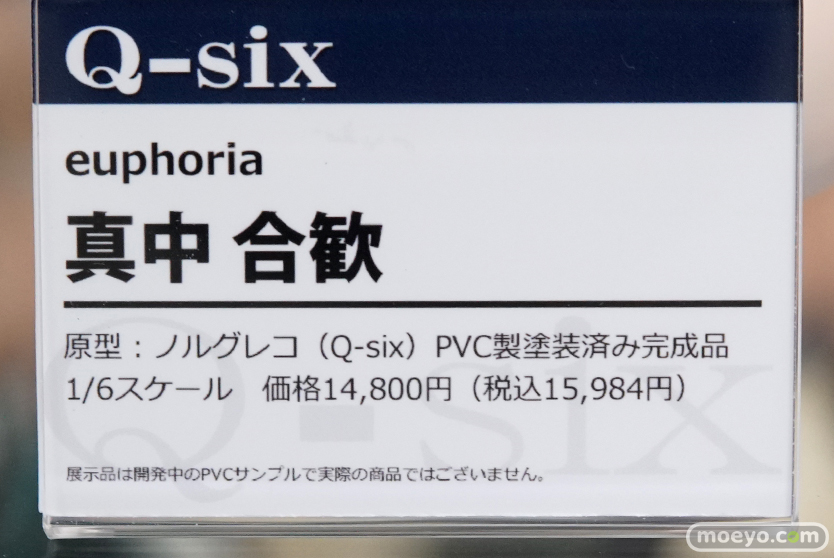 Q-six
euphoria
真中 合歓
原型：ノルグレコ（Q-six）PVC製塗装済み完成品
1/6スケール　価格14,800円（税込15,984円）
展示品は開発中のPVCサンプルで実際の商品ではございません。
Q-six
moeyo.com